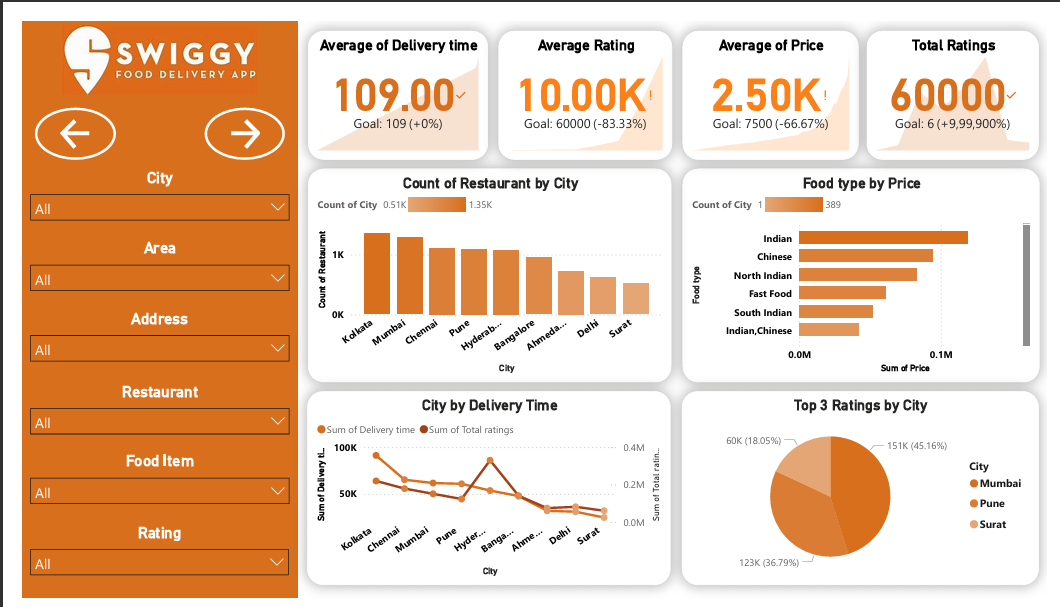 SWIGGY
FOOD DELIVERY APP
City
All
Area
All
Address
All
Restaurant
All
Food Item
All
Rating
All
Average of Delivery time
109.00
Goal: 109 (+0%)
Average Rating
10.00K!
Goal: 60000 (-83.33%)
Average of Price
2.50K!
Goal: 7500 (-66.67%)
Total Ratings
60000
Goal: 6 (+9,99,900%)
Count of Restaurant by City
Count of City 0.51K 1.35K
Count of Restaurant
1K
0K
Kolkata
Mumbai
Chennai
Pune
Hyderab...
Bangalore
Ahmeda...
Delhi
Surat
City
Food type by Price
Count of City 1 389
Food type
Indian
Chinese
North Indian
Fast Food
South Indian
Indian,Chinese
0.0M 0.1M
Sum of Price
City by Delivery Time
Sum of Delivery time Sum of Total ratings
Sum of Delivery ti...
100K
50K
0.4M
0.2M
0.0M
Sum of Total ratin...
Kolkata
Chennai
Mumbai
Pune
Hyder...
Banga...
Ahme...
Delhi
Surat
City
Top 3 Ratings by City
60K (18.05%)
151K (45.16%)
123K (36.79%)
City
Mumbai
Pune
Surat